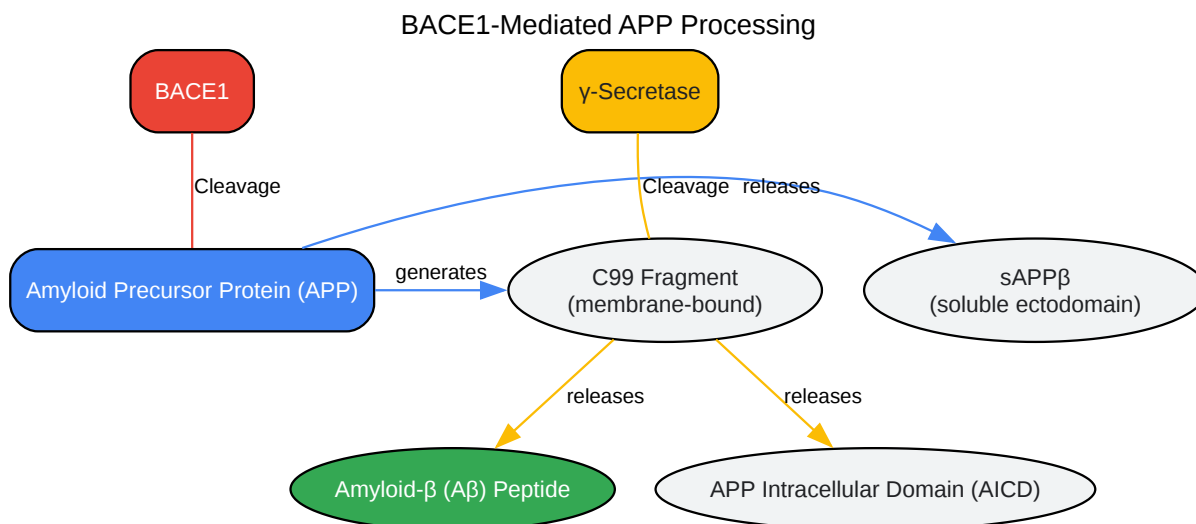 BACE1-Mediated APP Processing
BACE1
γ-Secretase
Cleavage
Cleavage
releases
Amyloid Precursor Protein (APP)
generates
C99 Fragment
(membrane-bound)
sAPPβ
(soluble ectodomain)
releases
releases
Amyloid-β (Aβ) Peptide
APP Intracellular Domain (AICD)